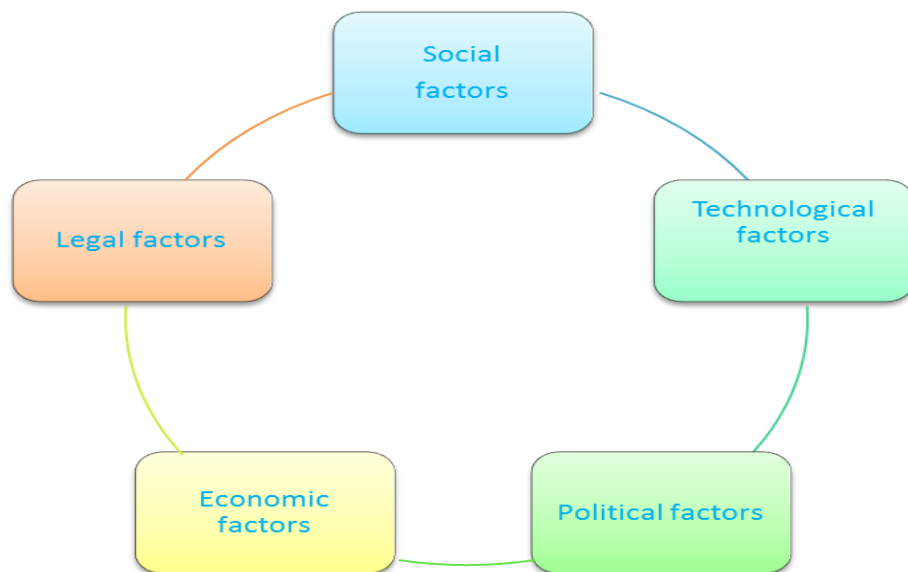 Social
factors
Technological
factors
Legal factors
Economic
factors
Political factors